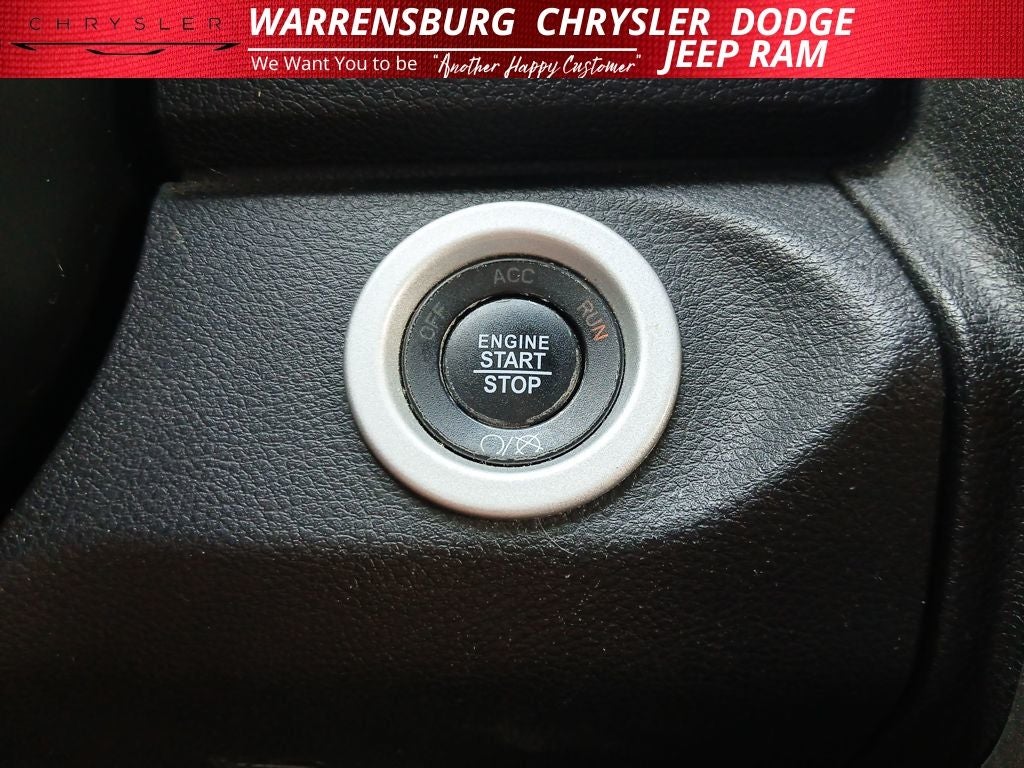 CHRYSLER
WARRENSBURG CHRYSLER DODGE
JEEP RAM
We Want You to be "Another Happy Customer"
OFF
ACC
RUN
ENGINE
START
STOP